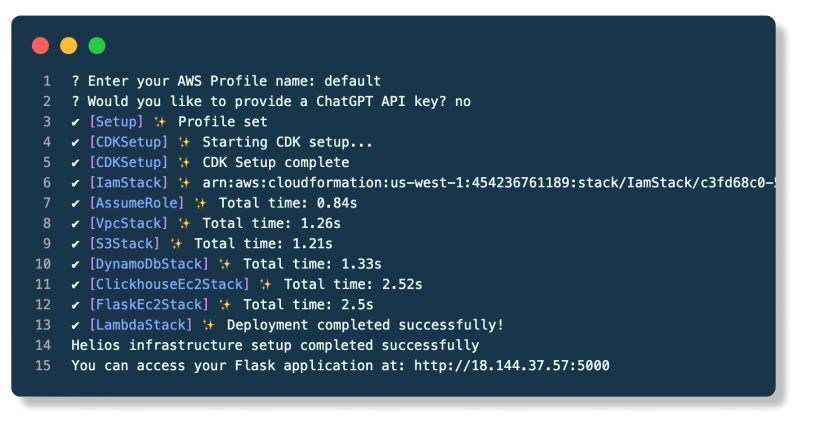 1 ? Enter your AWS Profile name: default
2 ? Would you like to provide a ChatGPT API key? no
3 ✔ [Setup] ✨ Profile set
4 ✔ [CDKSetup] ✨ Starting CDK setup...
5 ✔ [CDKSetup] ✨ CDK Setup complete
6 ✔ [IamStack] ✨ arn:aws:cloudformation:us-west-1:454236761189:stack/IamStack/c3fd68c0-
7 ✔ [AssumeRole] ✨ Total time: 0.84s
8 ✔ [VpcStack] ✨ Total time: 1.26s
9 ✔ [S3Stack] ✨ Total time: 1.21s
10 ✔ [DynamoDbStack] ✨ Total time: 1.33s
11 ✔ [ClickhouseEc2Stack] ✨ Total time: 2.52s
12 ✔ [FlaskEc2Stack] ✨ Total time: 2.5s
13 ✔ [LambdaStack] ✨ Deployment completed successfully!
14 Helios infrastructure setup completed successfully
15 You can access your Flask application at: http://18.144.37.57:5000